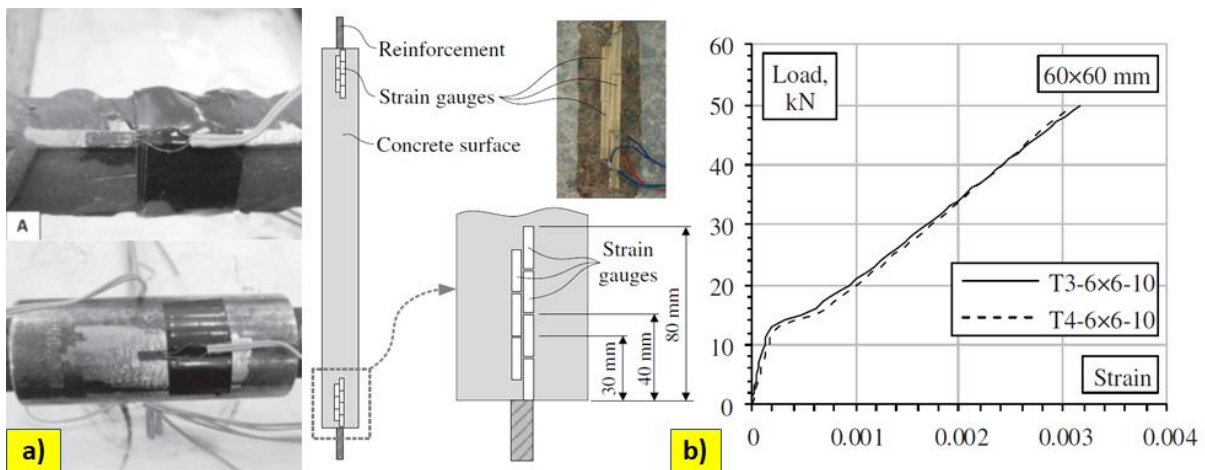 A
a)
Reinforcement
Strain gauges
Concrete surface
Strain
gauges
30 mm
40 mm
80 mm
b)
Load,
kN
60×60 mm
60
50
40
30
20
10
0
T3-6×6-10
T4-6×6-10
Strain
0
0.001
0.002
0.003
0.004